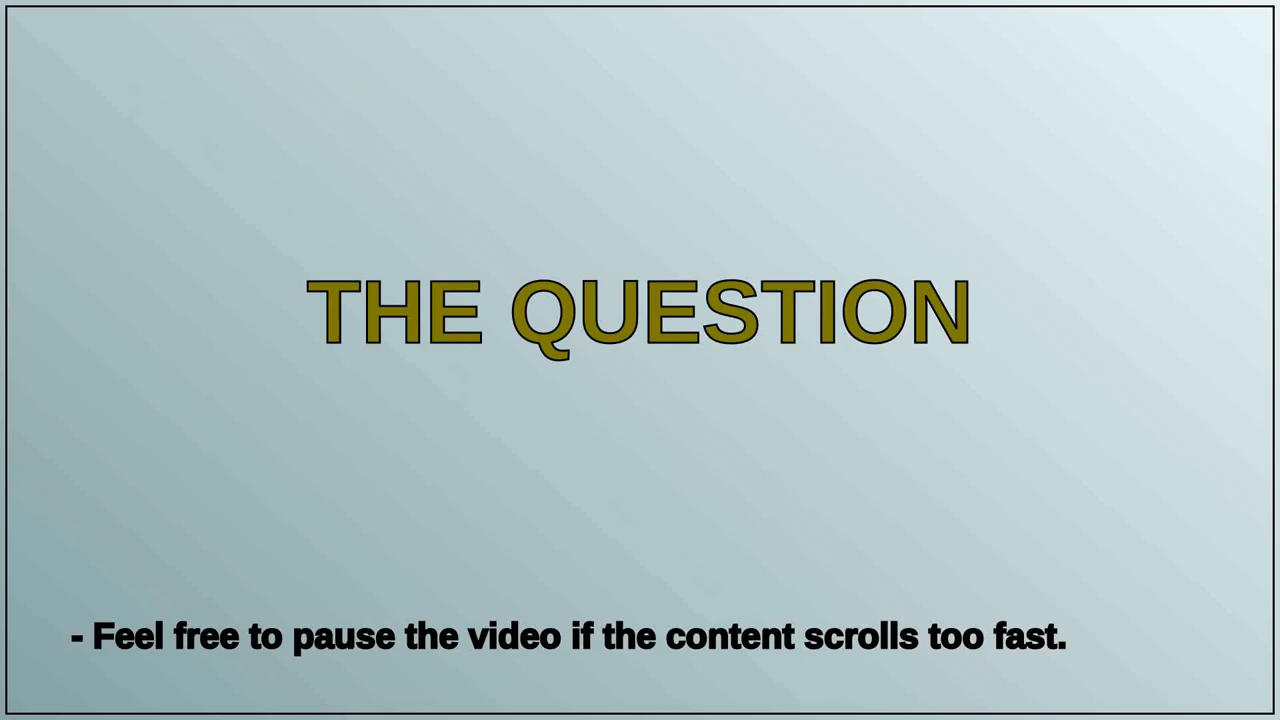 THE QUESTION
- Feel free to pause the video if the content scrolls too fast.